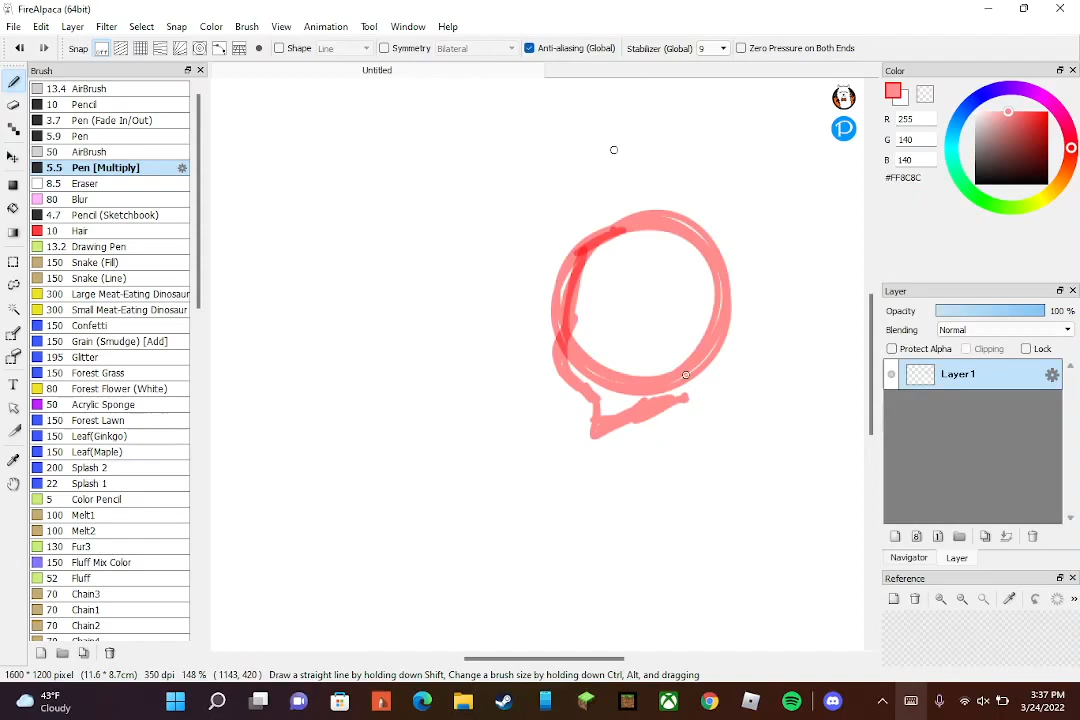 FireAlpaca (64bit)
File Edit Layer Filter Select Snap Color Brush View Animation Tool Window Help
Snap off Shape Line Symmetry Bilateral Anti-aliasing (Global) Stabilizer (Global) 9 Zero Pressure on Both Ends
Brush
Untitled
Color
13.4 AirBrush
10 Pencil
3.7 Pen (Fade In/Out)
5.9 Pen
50 AirBrush
5.5 Pen [Multiply]
8.5 Eraser
80 Blur
4.7 Pencil (Sketchbook)
10 Hair
13.2 Drawing Pen
150 Snake (Fill)
150 Snake (Line)
300 Large Meat-Eating Dinosaur
300 Small Meat-Eating Dinosaur
150 Confetti
150 Grain (Smudge) [Add]
195 Glitter
150 Forest Grass
80 Forest Flower (White)
50 Acrylic Sponge
150 Forest Lawn
150 Leaf(Ginkgo)
150 Leaf(Maple)
200 Splash 2
22 Splash 1
5 Color Pencil
100 Melt1
100 Melt2
130 Fur3
150 Fluff Mix Color
52 Fluff
70 Chain3
70 Chain1
70 Chain2
70 Chain4
R 255
G 140
B 140
#FF8C8C
Layer
Opacity 100 %
Blending Normal
Protect Alpha Clipping Lock
Layer1
Navigator Layer
Reference
1600 * 1200 pixel (11.6 * 8.7cm) 350 dpi 148 % ( 1143, 420 ) Draw a straight line by holding down Shift, Change a brush size by holding down Ctrl, Alt, and dragging
43°F
Cloudy
3:37 PM
3/24/2022